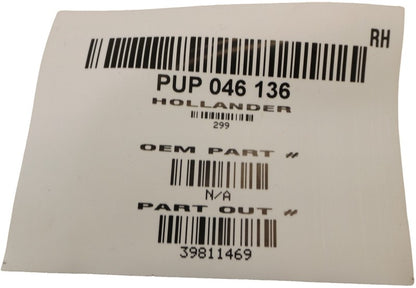 RH
PUP 046 136
HOLLANDER
299
OEM PART #
N/A
PART OUT #
39811469